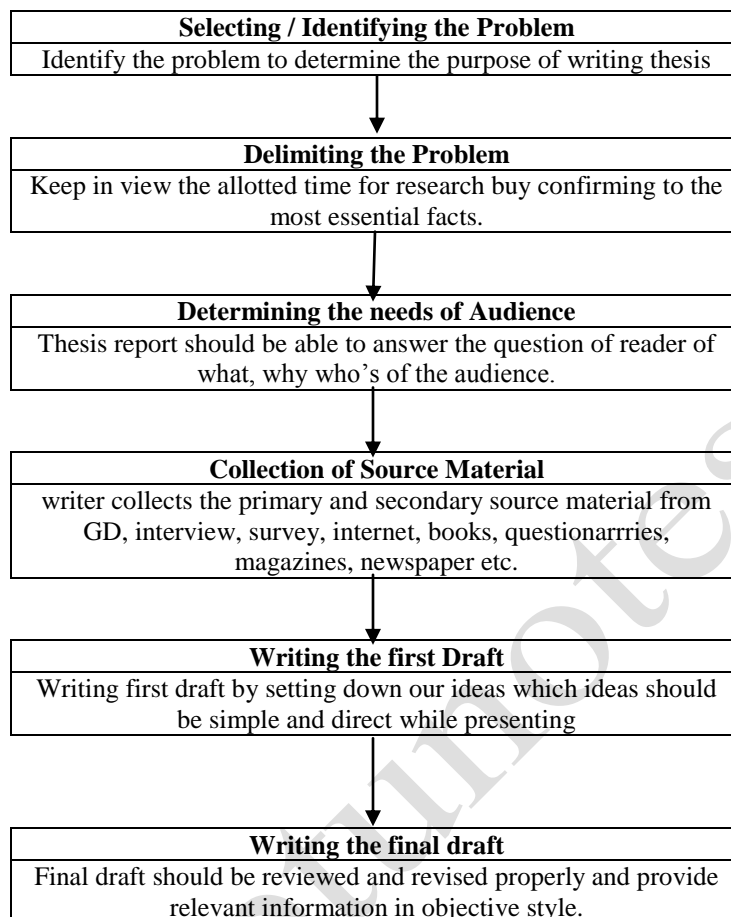 Selecting / Identifying the Problem
Identify the problem to determine the purpose of writing thesis
Delimiting the Problem
Keep in view the allotted time for research buy confirming to the
most essential facts.
Determining the needs of Audience
Thesis report should be able to answer the question of reader of
what, why who’s of the audience.
Collection of Source Material
writer collects the primary and secondary source material from
GD, interview, survey, internet, books, questionarrries,
magazines, newspaper etc.
Writing the first Draft
Writing first draft by setting down our ideas which ideas should
be simple and direct while presenting
Writing the final draft
Final draft should be reviewed and revised properly and provide
relevant information in objective style.
otunotes